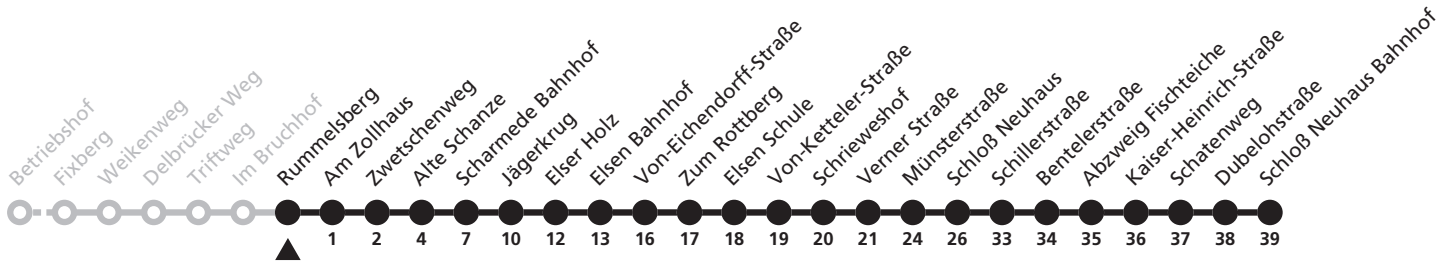 Betriebshof
Fixberg
Weikenweg
Delbrücker Weg
Triftweg
Im Bruchhof
Rummelsberg
Am Zollhaus
Zwetschenweg
Alte Schanze
Scharmede Bahnhof
Jägerkrug
Elser Holz
Elsen Bahnhof
Von-Eichendorff-Straße
Zum Rottberg
Elsen Schule
Von-Ketteler-Straße
Schrieweshof
Verner Straße
Münsterstraße
Schloß Neuhaus
Schillerstraße
Bentelerstraße
Abzweig Fischteiche
Kaiser-Heinrich-Straße
Schatenweg
Dubelohstraße
Schloß Neuhaus Bahnhof
1 2 4 7 10 12 13 16 17 18 19 20 21 24 26 33 34 35 36 37 38 39